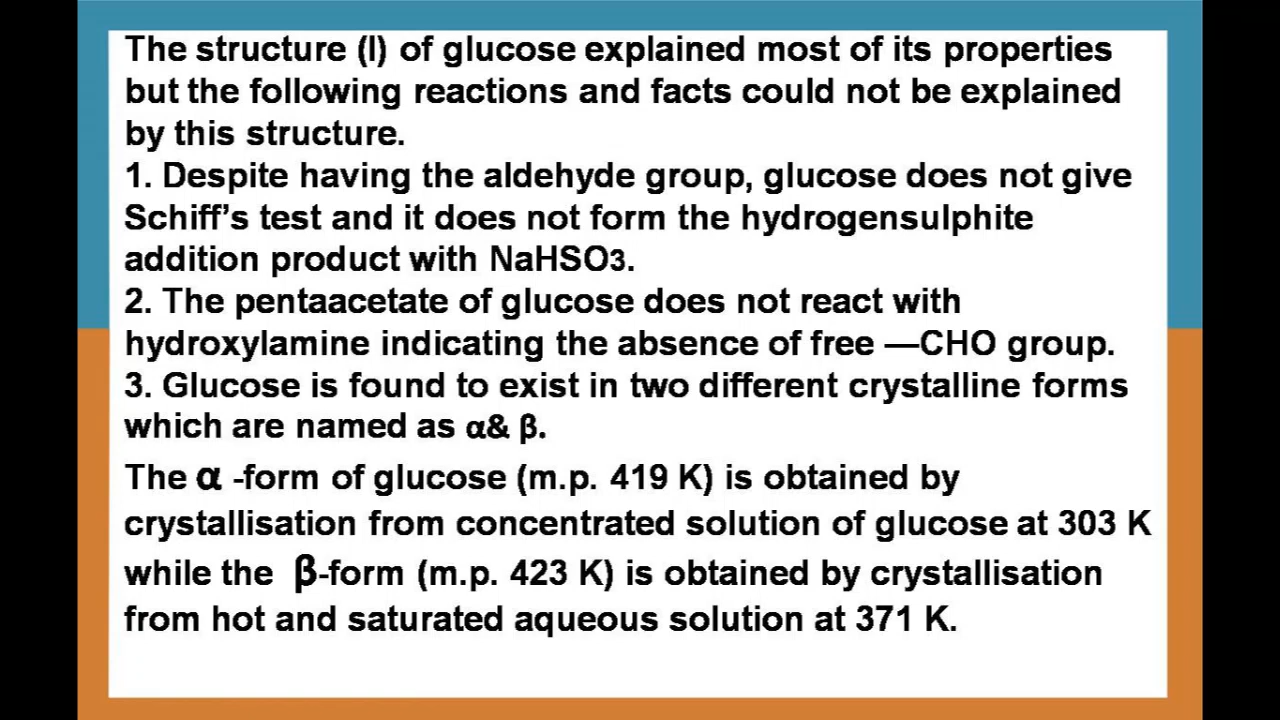 The structure (I) of glucose explained most of its properties
but the following reactions and facts could not be explained
by this structure.
1. Despite having the aldehyde group, glucose does not give
Schiff’s test and it does not form the hydrogensulphite
addition product with NaHSO3.
2. The pentaacetate of glucose does not react with
hydroxylamine indicating the absence of free —CHO group.
3. Glucose is found to exist in two different crystalline forms
which are named as α& β.
The α -form of glucose (m.p. 419 K) is obtained by
crystallisation from concentrated solution of glucose at 303 K
while the β-form (m.p. 423 K) is obtained by crystallisation
from hot and saturated aqueous solution at 371 K.